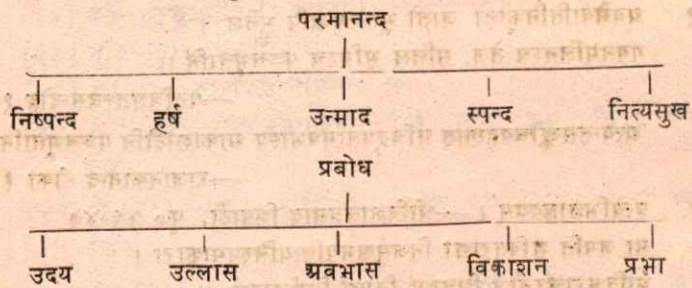 परमानन्द
निष्पन्द हर्ष उन्माद स्पन्द नित्यसुख
प्रबोध
उदय उल्लास अवभास विकाशन प्रभा